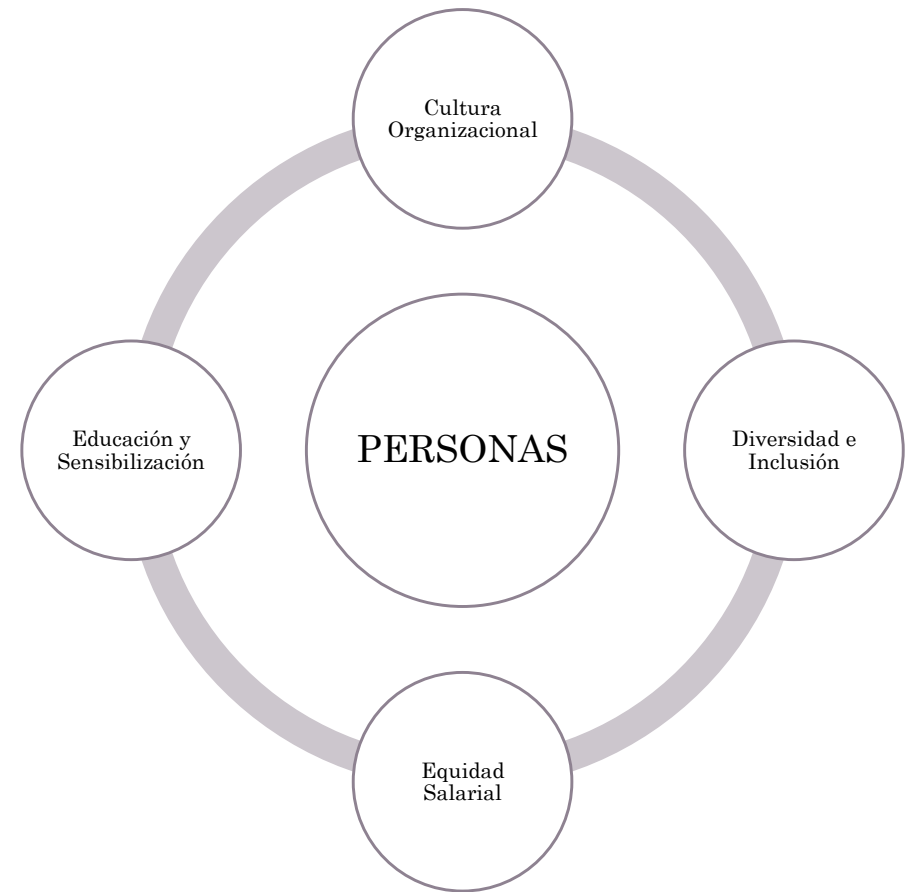 Cultura
Organizacional
Educación y
Sensibilización
PERSONAS
Diversidad e
Inclusión
Equidad
Salarial